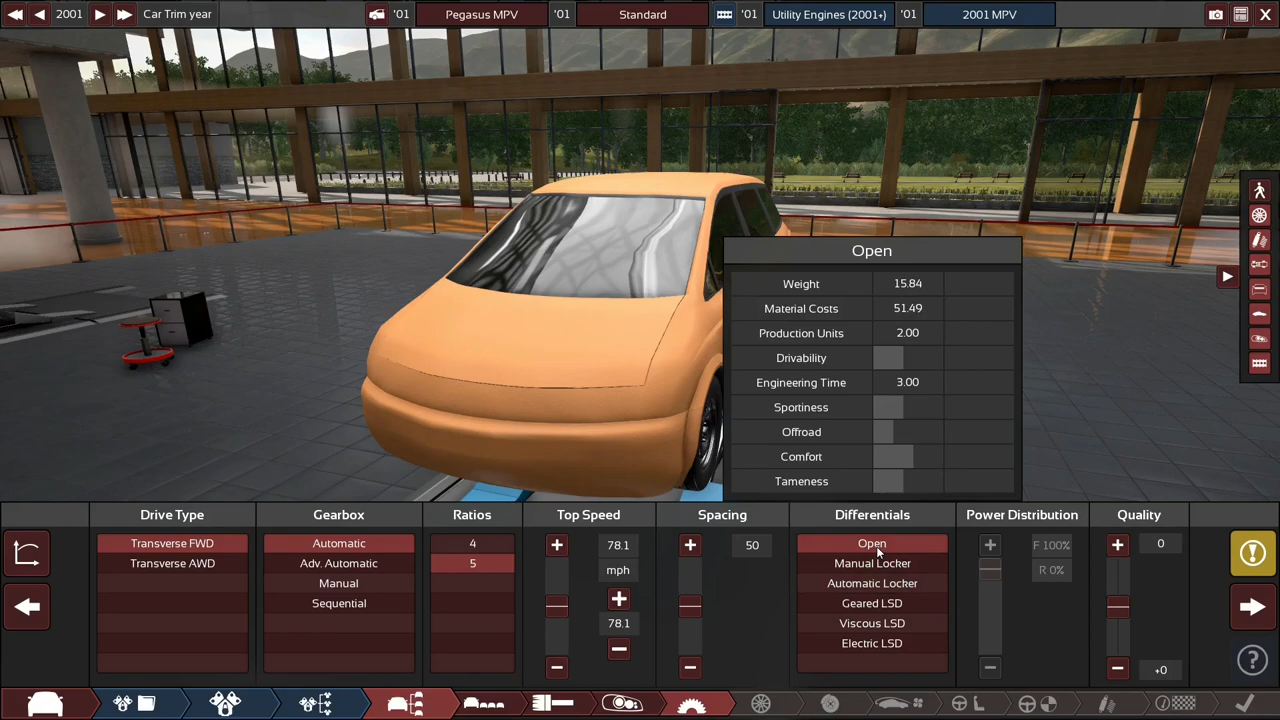 2001 Car Trim year '01 Pegasus MPV '01 Standard '01 Utility Engines (2001+) '01 2001 MPV
Open
Weight 15.84
Material Costs 51.49
Production Units 2.00
Drivability
Engineering Time 3.00
Sportiness
Offroad
Comfort
Tameness
Drive Type Gearbox Ratios Top Speed Spacing Differentials Power Distribution Quality
Transverse FWD Automatic 4 78.1 50 Open F 100% 0
Transverse AWD Adv. Automatic 5 mph Manual Locker R 0%
Manual Automatic Locker
Sequential Geared LSD
78.1 Viscous LSD
Electric LSD
+0